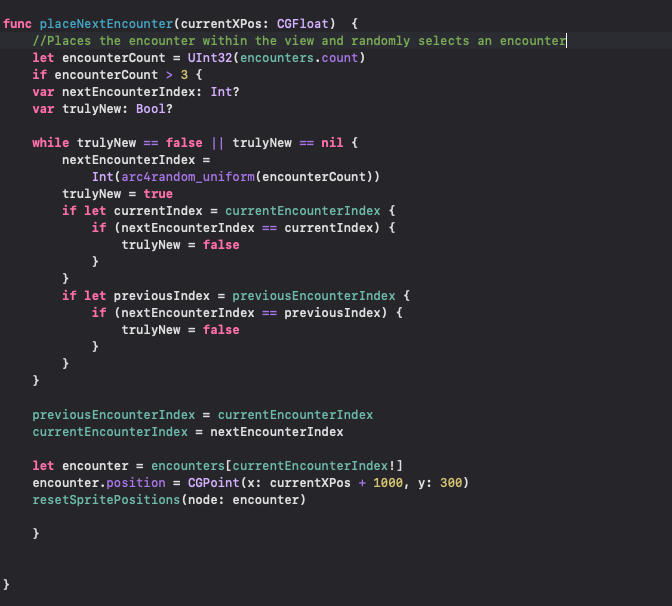 func placeNextEncounter(currentXPos: CGFloat)  {
    //Places the encounter within the view and randomly selects an encounter
    let encounterCount = UInt32(encounters.count)
    if encounterCount > 3 {
    var nextEncounterIndex: Int?
    var trulyNew: Bool?

    while trulyNew == false || trulyNew == nil {
        nextEncounterIndex =
            Int(arc4random_uniform(encounterCount))
        trulyNew = true
        if let currentIndex = currentEncounterIndex {
            if (nextEncounterIndex == currentIndex) {
                trulyNew = false
            }
        }
        if let previousIndex = previousEncounterIndex {
            if (nextEncounterIndex == previousIndex) {
                trulyNew = false
            }
        }
    }

    previousEncounterIndex = currentEncounterIndex
    currentEncounterIndex = nextEncounterIndex

    let encounter = encounters[currentEncounterIndex!]
    encounter.position = CGPoint(x: currentXPos + 1000, y: 300)
    resetSpritePositions(node: encounter)

    }


}